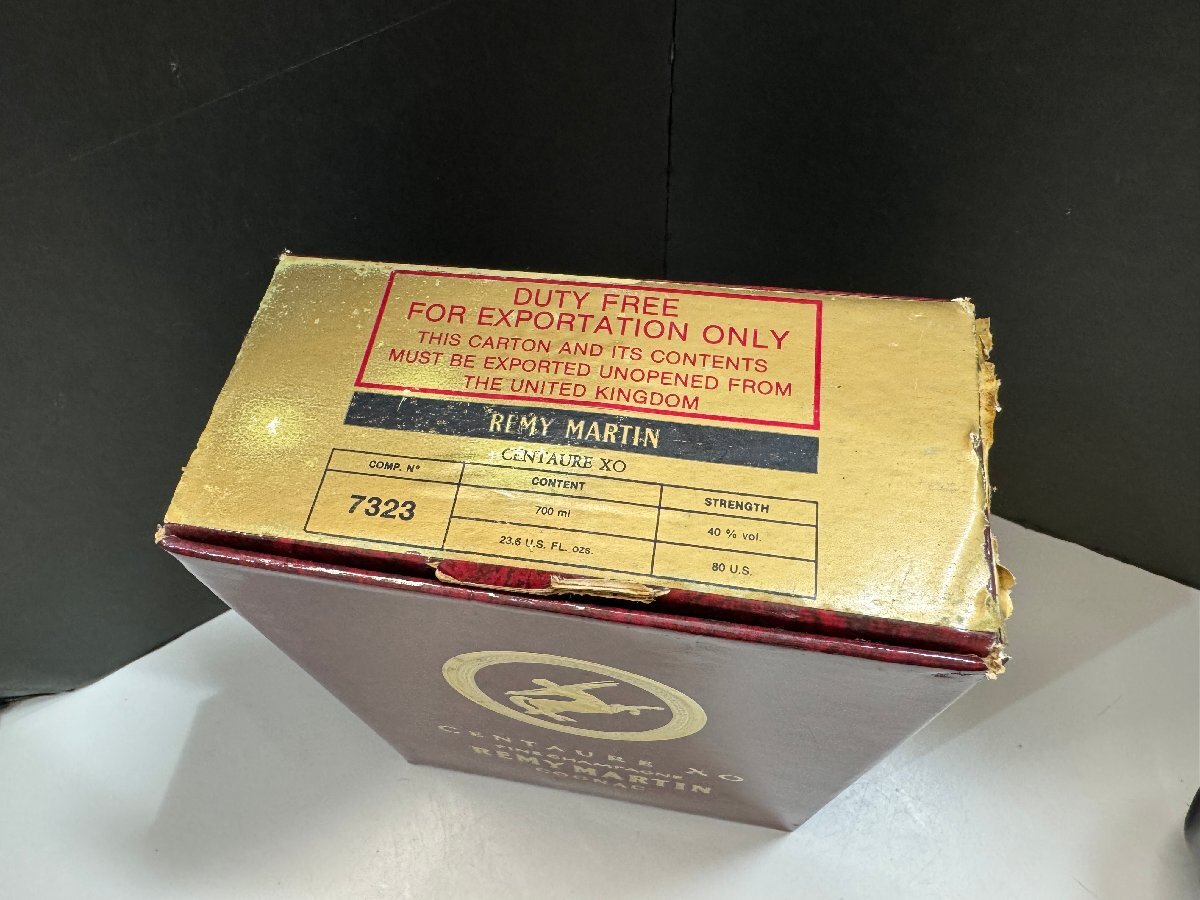 DUTY FREE
FOR EXPORTATION ONLY
THIS CARTON AND ITS CONTENTS
MUST BE EXPORTED UNOPENED FROM
THE UNITED KINGDOM
REMY MARTIN
CENTAURE XO
COMP. N° CONTENT STRENGTH
7323 700 ml 40 % vol.
23.6 U.S. FL. ozs. 80 U.S.
CENTAURE XO
FINE CHAMPAGNE
REMY MARTIN
COGNAC